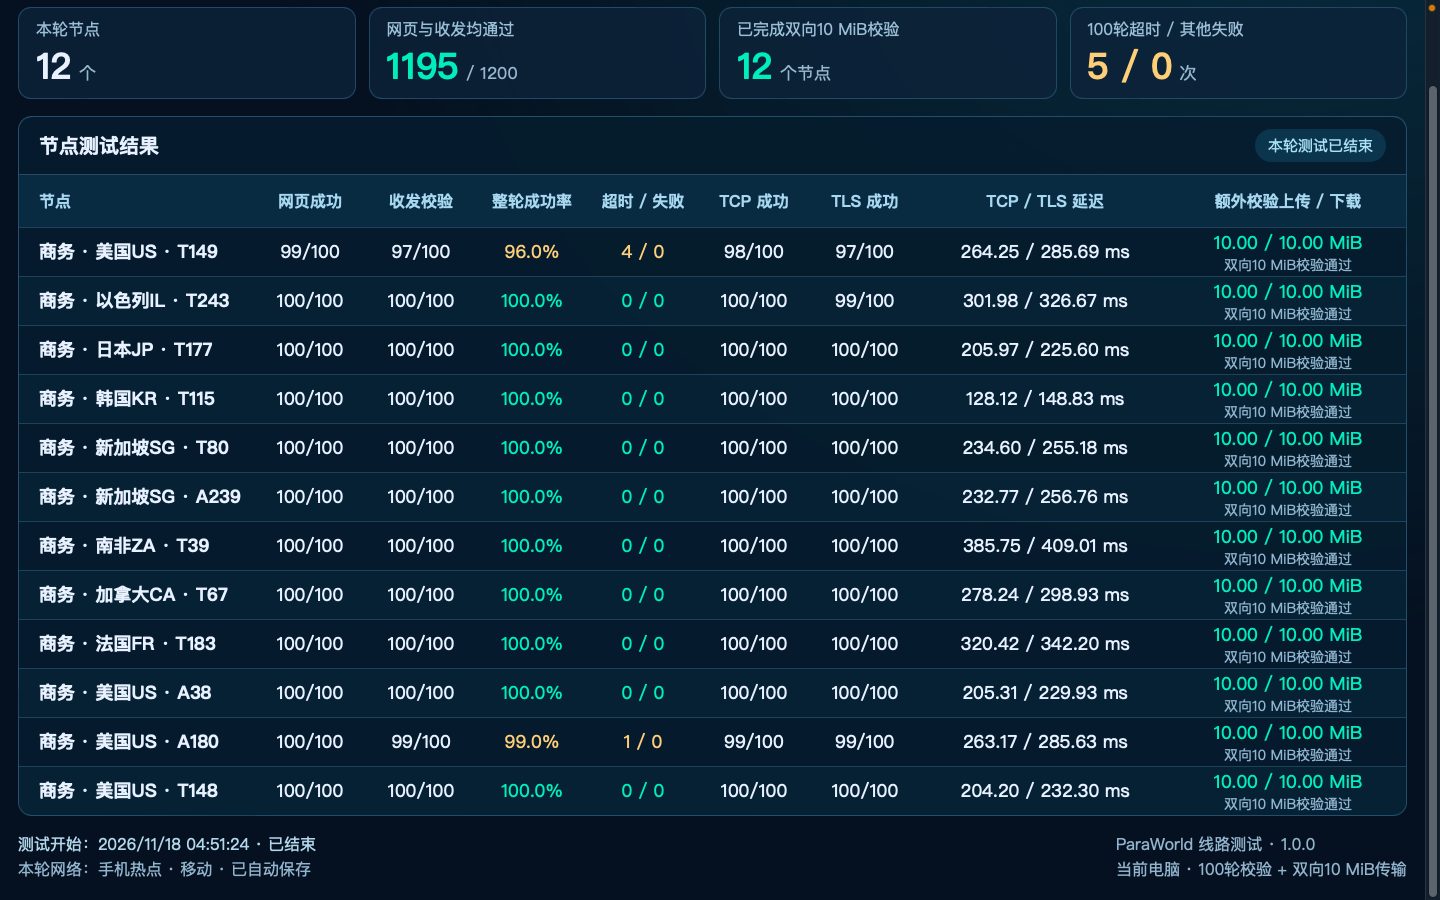 本轮节点
12 个
网页与收发均通过
1195 / 1200
已完成双向10 MiB校验
12 个节点
100轮超时 / 其他失败
5 / 0 次
节点测试结果
本轮测试已结束
节点 网页成功 收发校验 整轮成功率 超时 / 失败 TCP 成功 TLS 成功 TCP / TLS 延迟 额外校验上传 / 下载
商务 · 美国US · T149 99/100 97/100 96.0% 4 / 0 98/100 97/100 264.25 / 285.69 ms 10.00 / 10.00 MiB
双向10 MiB校验通过
商务 · 以色列IL · T243 100/100 100/100 100.0% 0 / 0 100/100 99/100 301.98 / 326.67 ms 10.00 / 10.00 MiB
双向10 MiB校验通过
商务 · 日本JP · T177 100/100 100/100 100.0% 0 / 0 100/100 100/100 205.97 / 225.60 ms 10.00 / 10.00 MiB
双向10 MiB校验通过
商务 · 韩国KR · T115 100/100 100/100 100.0% 0 / 0 100/100 100/100 128.12 / 148.83 ms 10.00 / 10.00 MiB
双向10 MiB校验通过
商务 · 新加坡SG · T80 100/100 100/100 100.0% 0 / 0 100/100 100/100 234.60 / 255.18 ms 10.00 / 10.00 MiB
双向10 MiB校验通过
商务 · 新加坡SG · A239 100/100 100/100 100.0% 0 / 0 100/100 100/100 232.77 / 256.76 ms 10.00 / 10.00 MiB
双向10 MiB校验通过
商务 · 南非ZA · T39 100/100 100/100 100.0% 0 / 0 100/100 100/100 385.75 / 409.01 ms 10.00 / 10.00 MiB
双向10 MiB校验通过
商务 · 加拿大CA · T67 100/100 100/100 100.0% 0 / 0 100/100 100/100 278.24 / 298.93 ms 10.00 / 10.00 MiB
双向10 MiB校验通过
商务 · 法国FR · T183 100/100 100/100 100.0% 0 / 0 100/100 100/100 320.42 / 342.20 ms 10.00 / 10.00 MiB
双向10 MiB校验通过
商务 · 美国US · A38 100/100 100/100 100.0% 0 / 0 100/100 100/100 205.31 / 229.93 ms 10.00 / 10.00 MiB
双向10 MiB校验通过
商务 · 美国US · A180 100/100 99/100 99.0% 1 / 0 99/100 99/100 263.17 / 285.63 ms 10.00 / 10.00 MiB
双向10 MiB校验通过
商务 · 美国US · T148 100/100 100/100 100.0% 0 / 0 100/100 100/100 204.20 / 232.30 ms 10.00 / 10.00 MiB
双向10 MiB校验通过
测试开始：2026/11/18 04:51:24 · 已结束
本轮网络：手机热点 · 移动 · 已自动保存
ParaWorld 线路测试 · 1.0.0
当前电脑 · 100轮校验 + 双向10 MiB传输